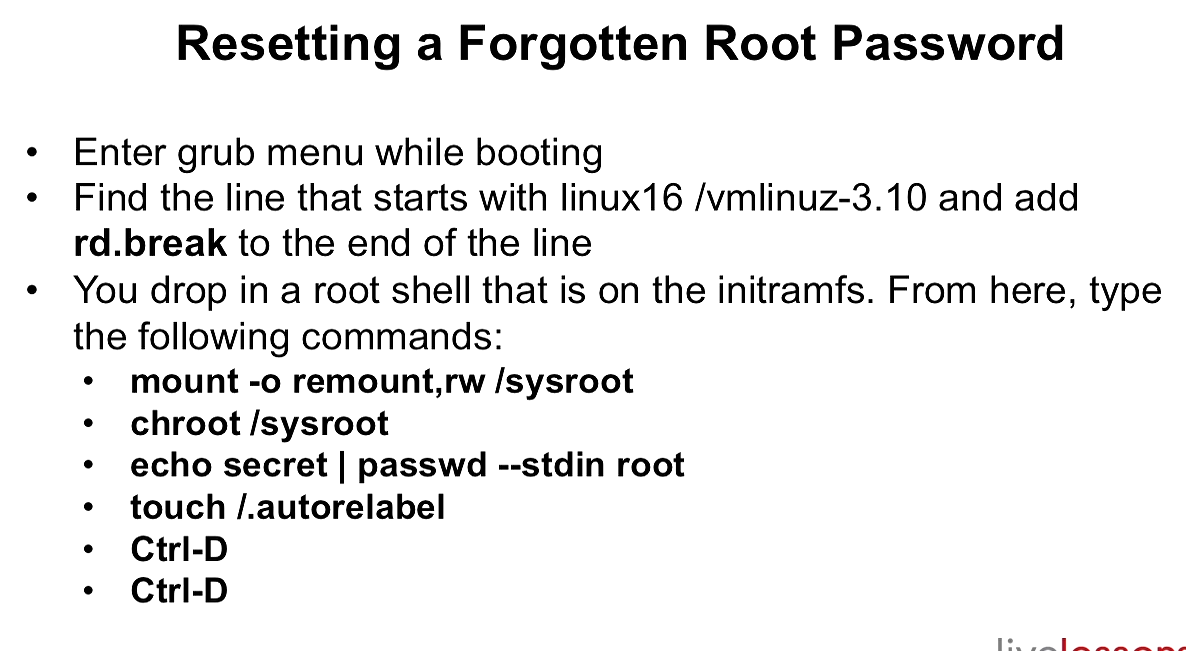 Resetting a Forgotten Root Password
• Enter grub menu while booting
• Find the line that starts with linux16 /vmlinuz-3.10 and add
rd.break to the end of the line
• You drop in a root shell that is on the initramfs. From here, type
the following commands:
• mount -o remount,rw /sysroot
• chroot /sysroot
• echo secret | passwd --stdin root
• touch /.autorelabel
• Ctrl-D
• Ctrl-D
livelessons